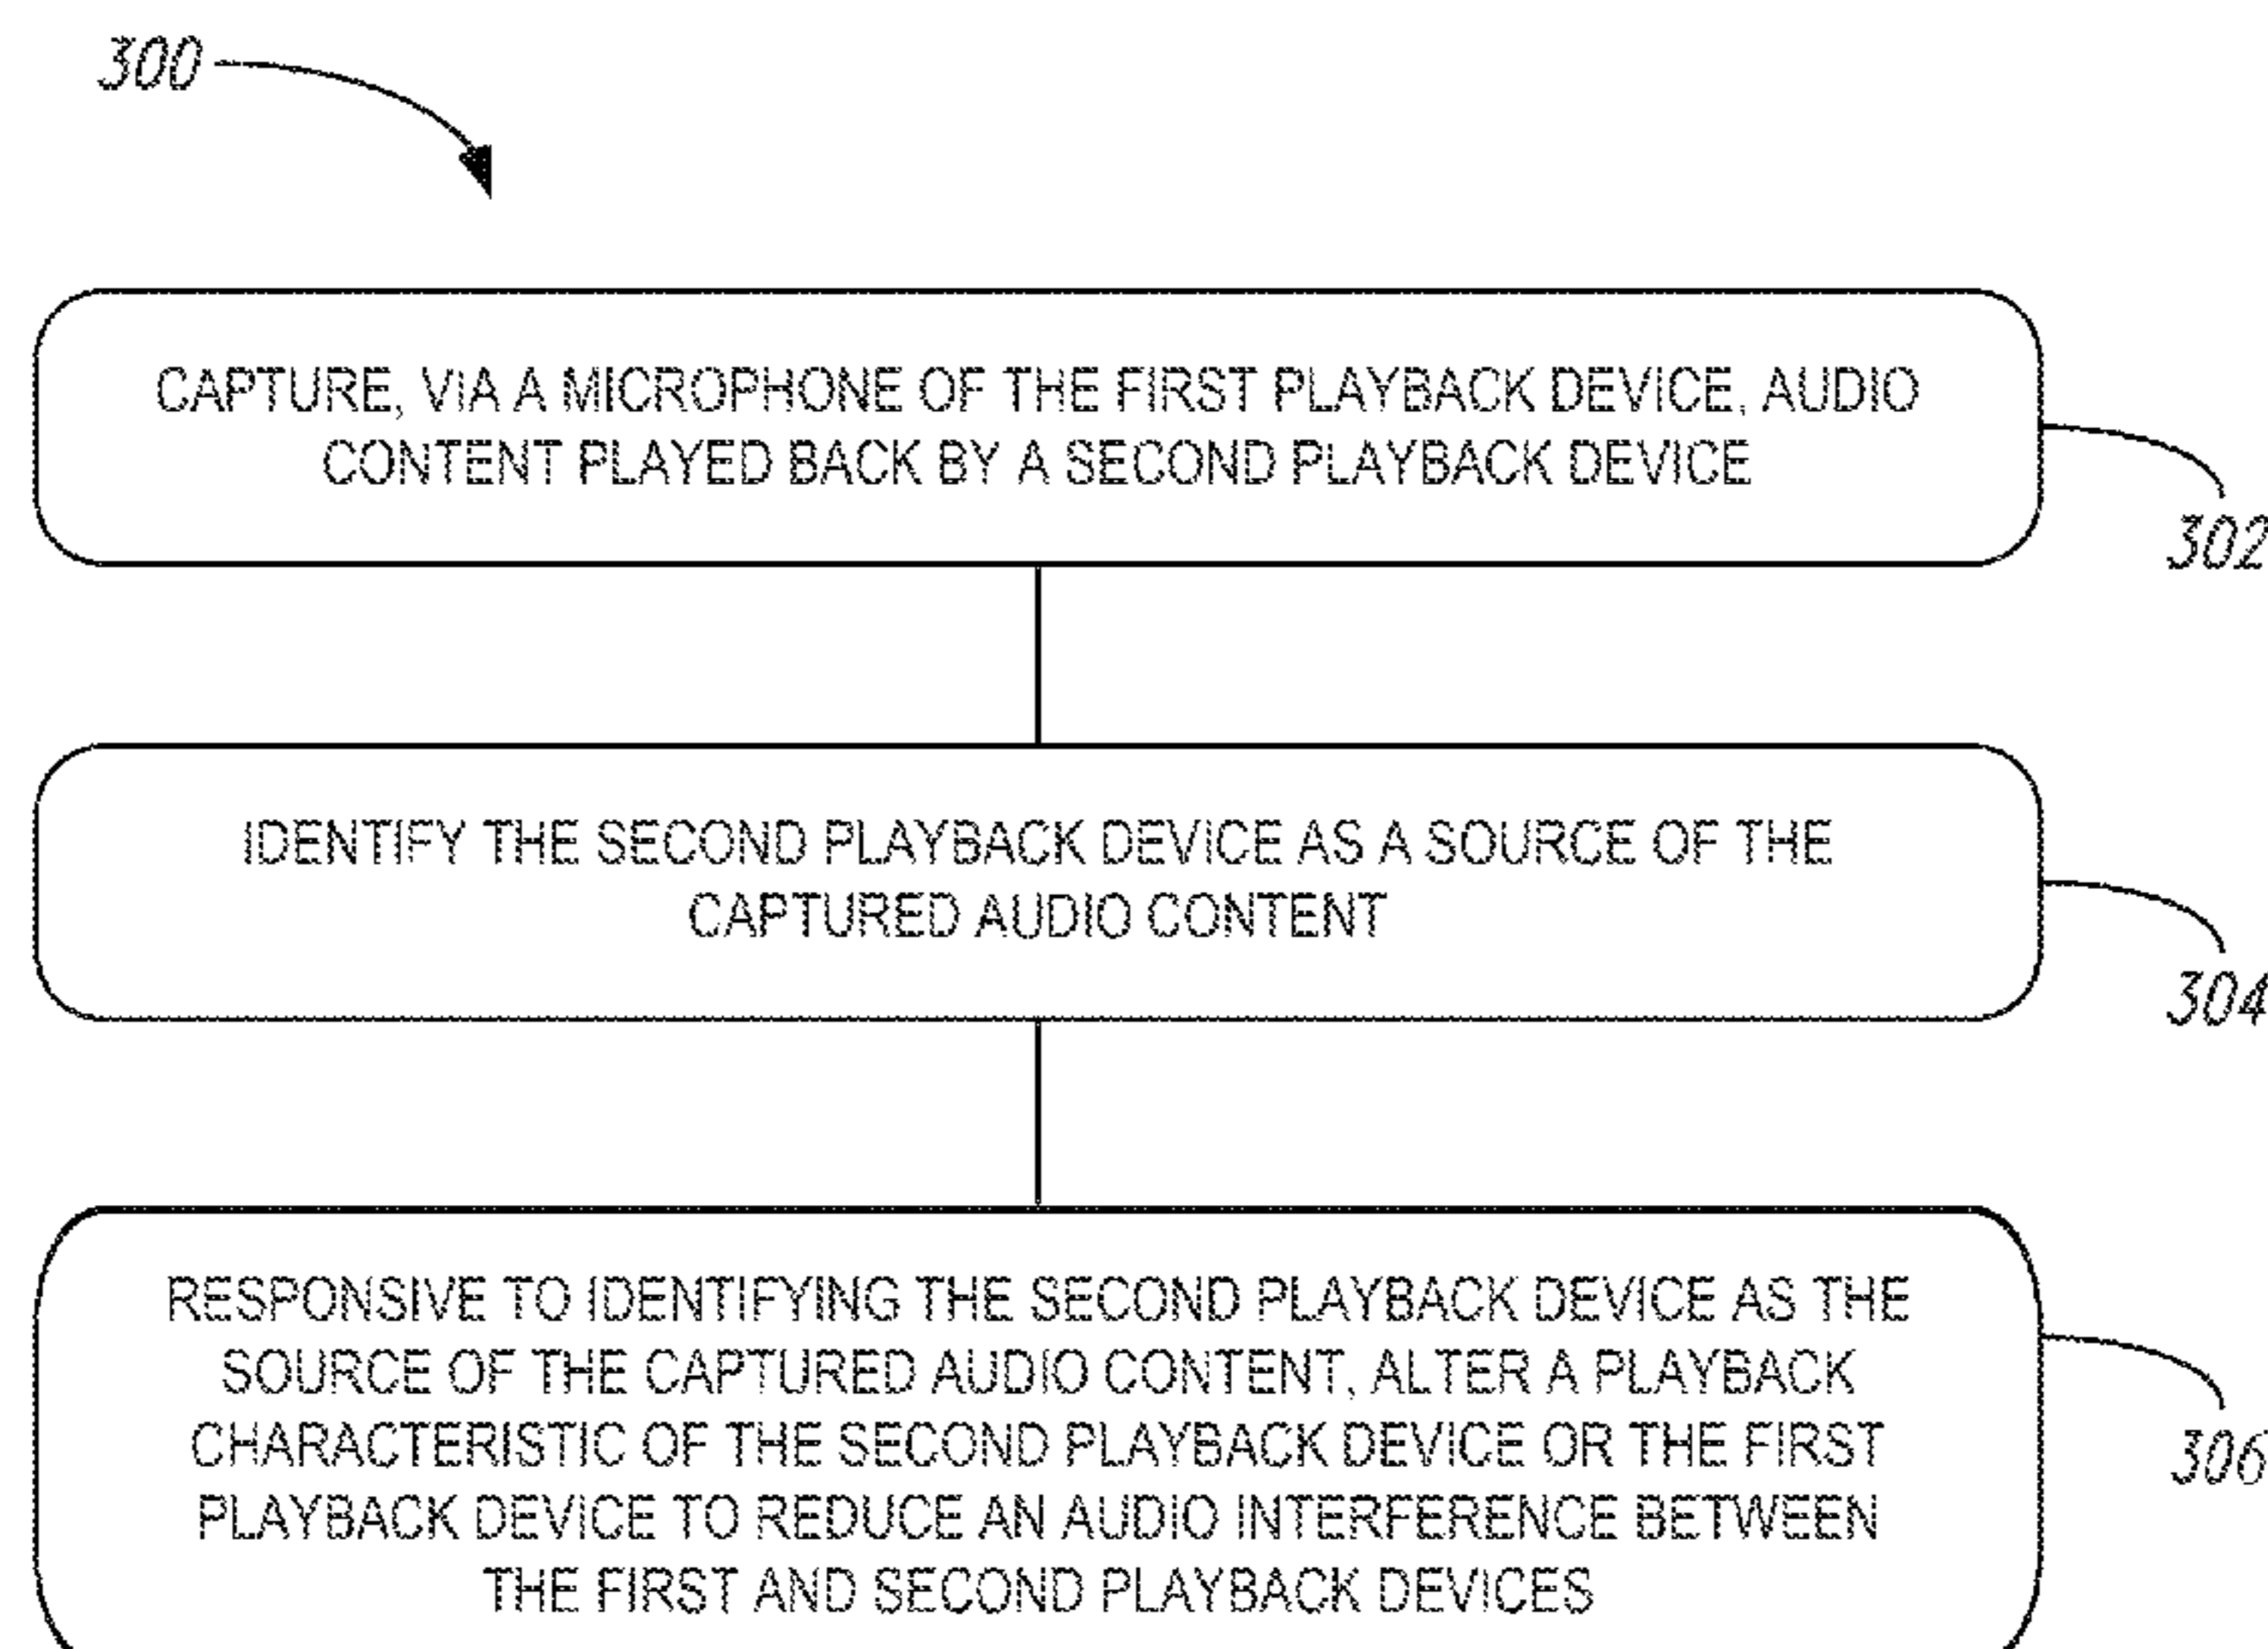 300
CAPTURE, VIA A MICROPHONE OF THE FIRST PLAYBACK DEVICE, AUDIO
CONTENT PLAYED BACK BY A SECOND PLAYBACK DEVICE
302
IDENTIFY THE SECOND PLAYBACK DEVICE AS A SOURCE OF THE
CAPTURED AUDIO CONTENT
304
RESPONSIVE TO IDENTIFYING THE SECOND PLAYBACK DEVICE AS THE
SOURCE OF THE CAPTURED AUDIO CONTENT, ALTER A PLAYBACK
CHARACTERISTIC OF THE SECOND PLAYBACK DEVICE OR THE FIRST
PLAYBACK DEVICE TO REDUCE AN AUDIO INTERFERENCE BETWEEN
THE FIRST AND SECOND PLAYBACK DEVICES
306